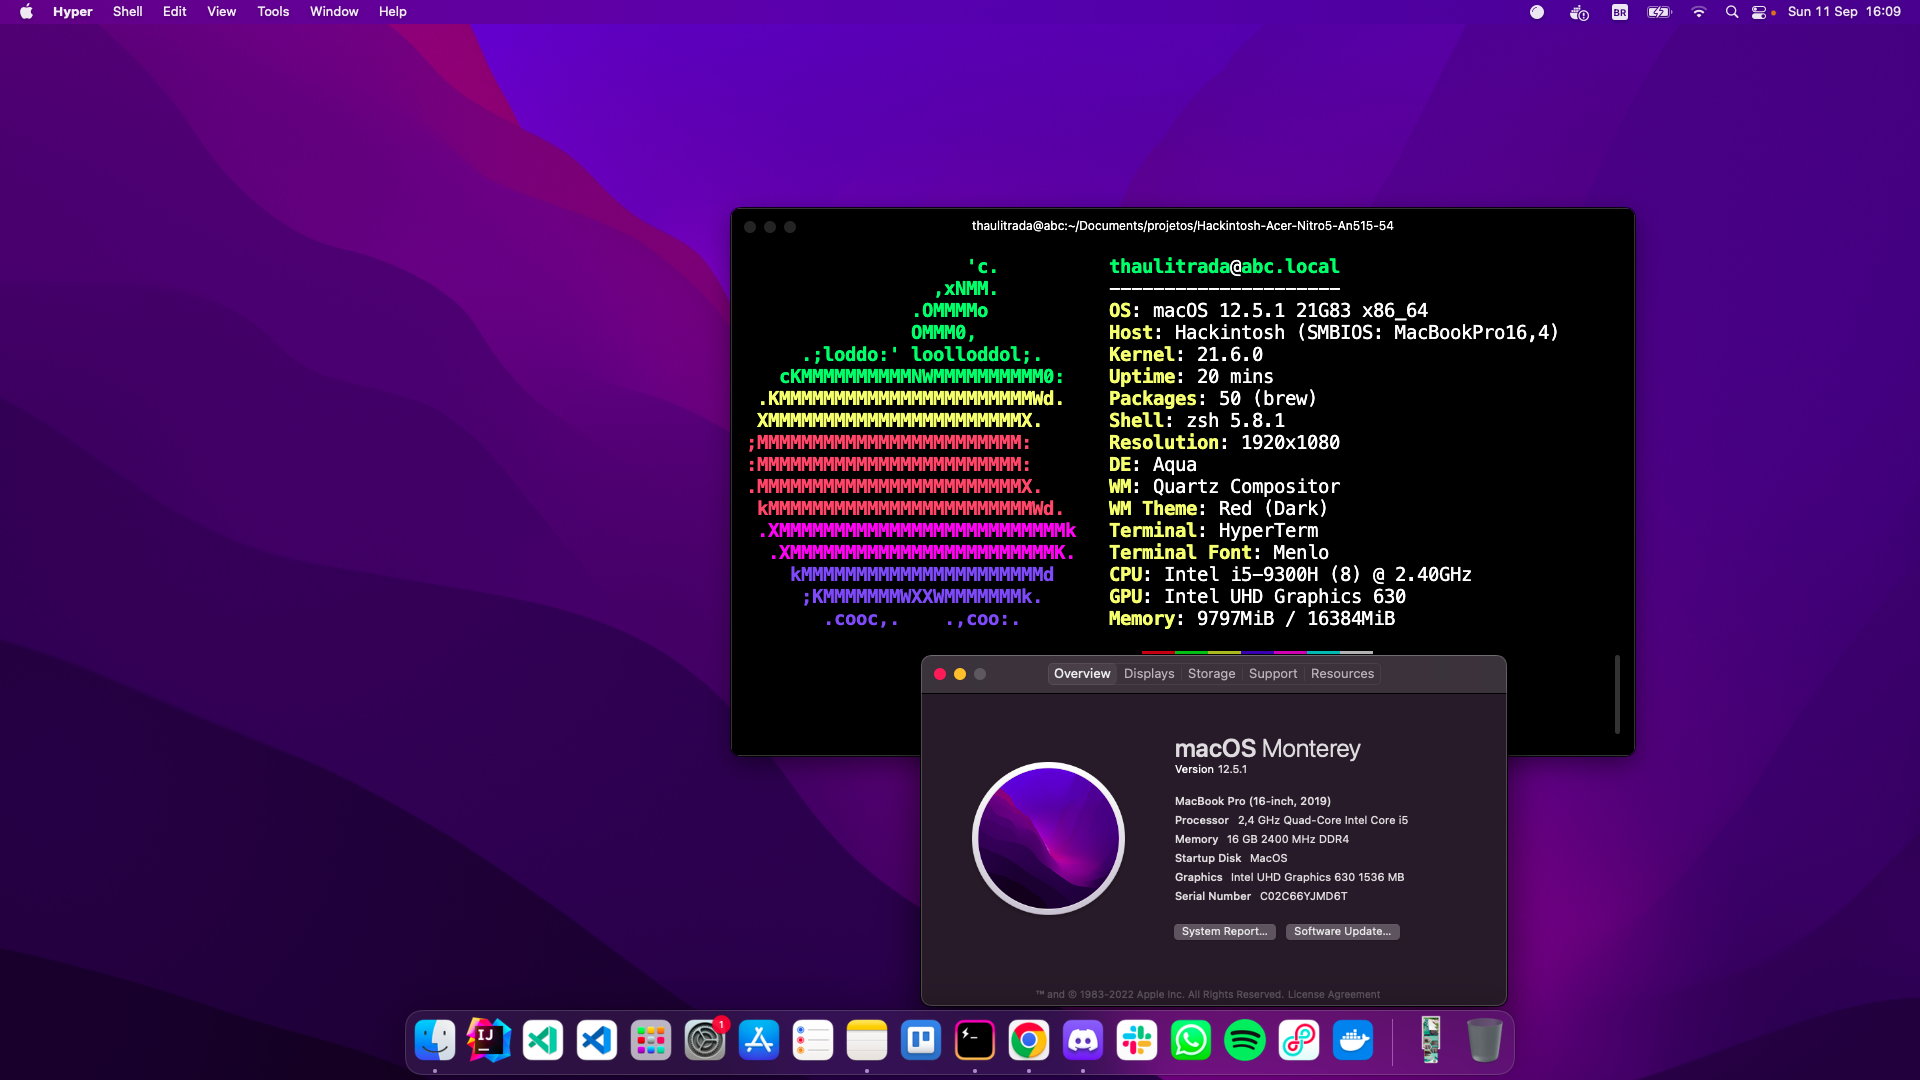 Hyper Shell Edit View Tools Window Help
BR
Sun 11 Sep 16:09
thaulitrada@abc:~/Documents/projetos/Hackintosh-Acer-Nitro5-An515-54
'c.
,xNMM.
.OMMMMo
OMMM0,
.;loddo:' loolloddol;.
cKMMMMMMMMMMNWMMMMMMMMMM0:
.KMMMMMMMMMMMMMMMMMMMMMMMWd.
XMMMMMMMMMMMMMMMMMMMMMMMX.
;MMMMMMMMMMMMMMMMMMMMMMMM:
:MMMMMMMMMMMMMMMMMMMMMMMM:
.MMMMMMMMMMMMMMMMMMMMMMMMX.
kMMMMMMMMMMMMMMMMMMMMMMMMWd.
.XMMMMMMMMMMMMMMMMMMMMMMMMMMk
.XMMMMMMMMMMMMMMMMMMMMMMMMK.
kMMMMMMMMMMMMMMMMMMMMMMd
;KMMMMMMMWXXWMMMMMMMk.
.cooc,. .,coo:.
thaulitrada@abc.local
---------------------
OS: macOS 12.5.1 21G83 x86_64
Host: Hackintosh (SMBIOS: MacBookPro16,4)
Kernel: 21.6.0
Uptime: 20 mins
Packages: 50 (brew)
Shell: zsh 5.8.1
Resolution: 1920x1080
DE: Aqua
WM: Quartz Compositor
WM Theme: Red (Dark)
Terminal: HyperTerm
Terminal Font: Menlo
CPU: Intel i5-9300H (8) @ 2.40GHz
GPU: Intel UHD Graphics 630
Memory: 9797MiB / 16384MiB
Overview Displays Storage Support Resources
macOS Monterey
Version 12.5.1
MacBook Pro (16-inch, 2019)
Processor 2,4 GHz Quad-Core Intel Core i5
Memory 16 GB 2400 MHz DDR4
Startup Disk MacOS
Graphics Intel UHD Graphics 630 1536 MB
Serial Number C02C66YJMD6T
System Report... Software Update...
™ and © 1983-2022 Apple Inc. All Rights Reserved. License Agreement
IJ
1